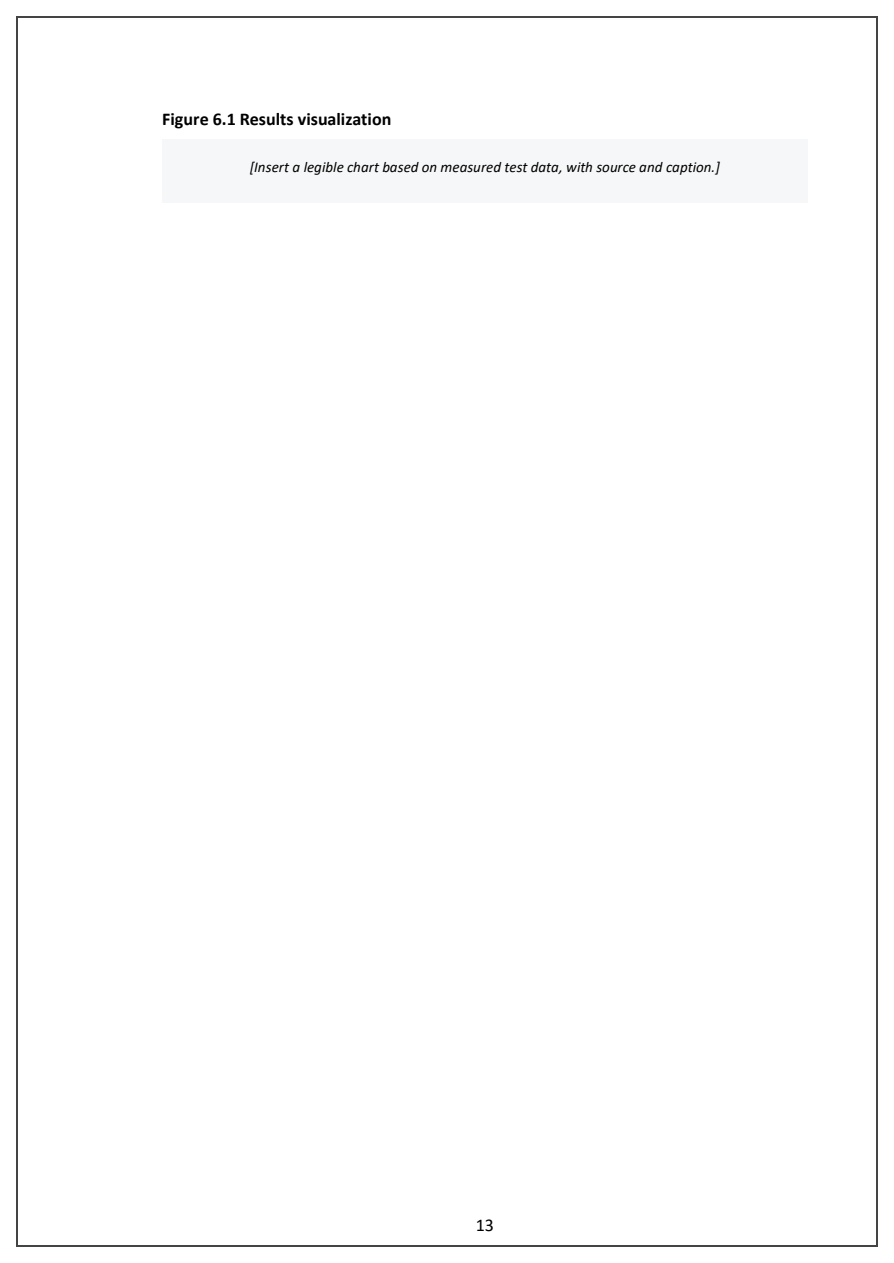 Figure 6.1 Results visualization
[Insert a legible chart based on measured test data, with source and caption.]
13